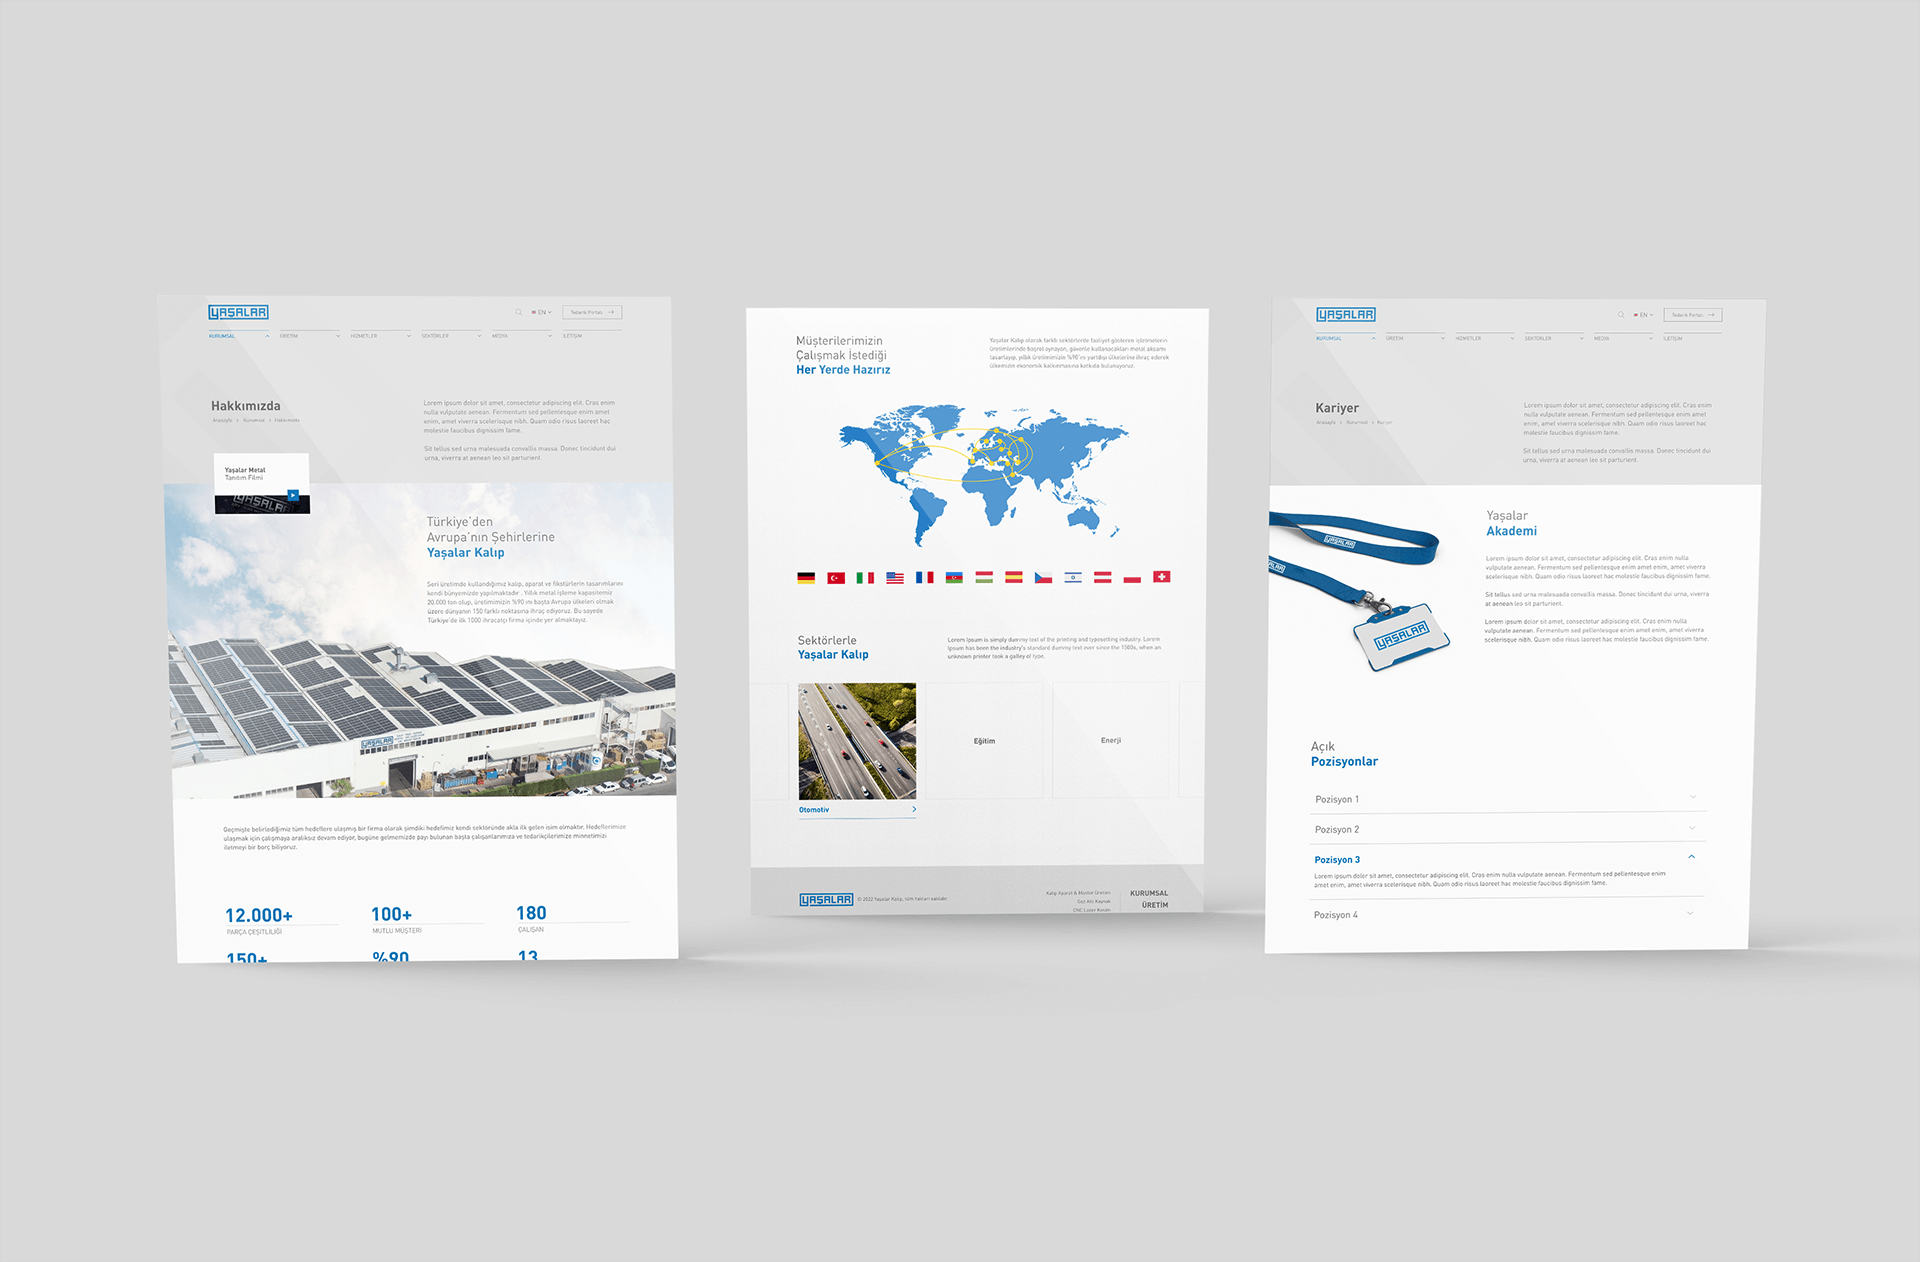 YAŞALAR
EN
Tedarik Portalı
KURUMSAL
ÜRETİM
HİZMETLER
SEKTÖRLER
MEDYA
İLETİŞİM
Hakkımızda
Anasayfa > Kurumsal > Hakkımızda
Lorem ipsum dolor sit amet, consectetur adipiscing elit. Cras enim
nulla vulputate aenean. Fermentum sed pellentesque enim amet
enim, amet viverra scelerisque nibh. Quam odio risus laoreet hac
molestie faucibus dignissim fame.
Sit tellus sed urna malesuada convallis massa. Donec tincidunt dui
urna, viverra at aenean leo sit parturient.
Yaşalar Metal
Tanıtım Filmi
YAŞALAR
Türkiye'den
Avrupa'nın Şehirlerine
Yaşalar Kalıp
Seri üretimde kullandığımız kalıp, aparat ve fikstürlerin tasarımlarını
kendi bünyemizde yapılmaktadır . Yıllık metal işleme kapasitemiz
20.000 ton olup, üretimimizin %90 ını başta Avrupa ülkeleri olmak
üzere dünyanın 150 farklı noktasına ihraç ediyoruz. Bu sayede
Türkiye'de ilk 1000 ihracatçı firma içinde yer almaktayız.
YAŞALAR
Geçmişte belirlediğimiz tüm hedeflere ulaşmış bir firma olarak şimdiki hedefimiz kendi sektöründe akla ilk gelen isim olmaktır. Hedeflerimize
ulaşmak için çalışmaya aralıksız devam ediyor, bugüne gelmemizde payı bulunan başta çalışanlarımıza ve tedarikçilerimize minnetimizi
iletmeyi bir borç biliyoruz.
12.000+
PARÇA ÇEŞİTLİLİĞİ
100+
MUTLU MÜŞTERİ
180
ÇALIŞAN
150+
%90
13
Müşterilerimizin
Çalışmak İstediği
Her Yerde Hazırız
Yaşalar Kalıp olarak farklı sektörlerde faaliyet gösteren işletmelerin
üretimlerinde başrol oynayan, güvenle kullanacakları metal aksamı
tasarlayıp, yıllık üretimimizin %90'ını yurtdışı ülkelerine ihraç ederek
ülkemizin ekonomik kalkınmasına katkıda bulunuyoruz.
Sektörlerle
Yaşalar Kalıp
Lorem Ipsum is simply dummy text of the printing and typesetting industry. Lorem
Ipsum has been the industry's standard dummy text ever since the 1500s, when an
unknown printer took a galley of type.
Otomotiv
Eğitim
Enerji
YAŞALAR
© 2022 Yaşalar Kalıp, tüm hakları saklıdır.
Kalıp Aparat & Master Üretimi
Gaz Altı Kaynak
CNC Lazer Kesim
KURUMSAL
ÜRETİM
YAŞALAR
EN
Tedarik Portalı
KURUMSAL
ÜRETİM
HİZMETLER
SEKTÖRLER
MEDYA
İLETİŞİM
Kariyer
Anasayfa > Kurumsal > Kariyer
Lorem ipsum dolor sit amet, consectetur adipiscing elit. Cras enim
nulla vulputate aenean. Fermentum sed pellentesque enim amet
enim, amet viverra scelerisque nibh. Quam odio risus laoreet hac
molestie faucibus dignissim fame.
Sit tellus sed urna malesuada convallis massa. Donec tincidunt dui
urna, viverra at aenean leo sit parturient.
YAŞALAR
YAŞALAR
Yaşalar
Akademi
Lorem ipsum dolor sit amet, consectetur adipiscing elit. Cras enim nulla
vulputate aenean. Fermentum sed pellentesque enim amet enim, amet viverra
scelerisque nibh. Quam odio risus laoreet hac molestie faucibus dignissim fame.
Sit tellus sed urna malesuada convallis massa. Donec tincidunt dui urna, viverra
at aenean leo sit parturient.
Lorem ipsum dolor sit amet, consectetur adipiscing elit. Cras enim nulla
vulputate aenean. Fermentum sed pellentesque enim amet enim, amet viverra
scelerisque nibh. Quam odio risus laoreet hac molestie faucibus dignissim fame.
Açık
Pozisyonlar
Pozisyon 1
Pozisyon 2
Pozisyon 3
Lorem ipsum dolor sit amet, consectetur adipiscing elit. Cras enim nulla vulputate aenean. Fermentum sed pellentesque enim
amet enim, amet viverra scelerisque nibh. Quam odio risus laoreet hac molestie faucibus dignissim fame.
Pozisyon 4